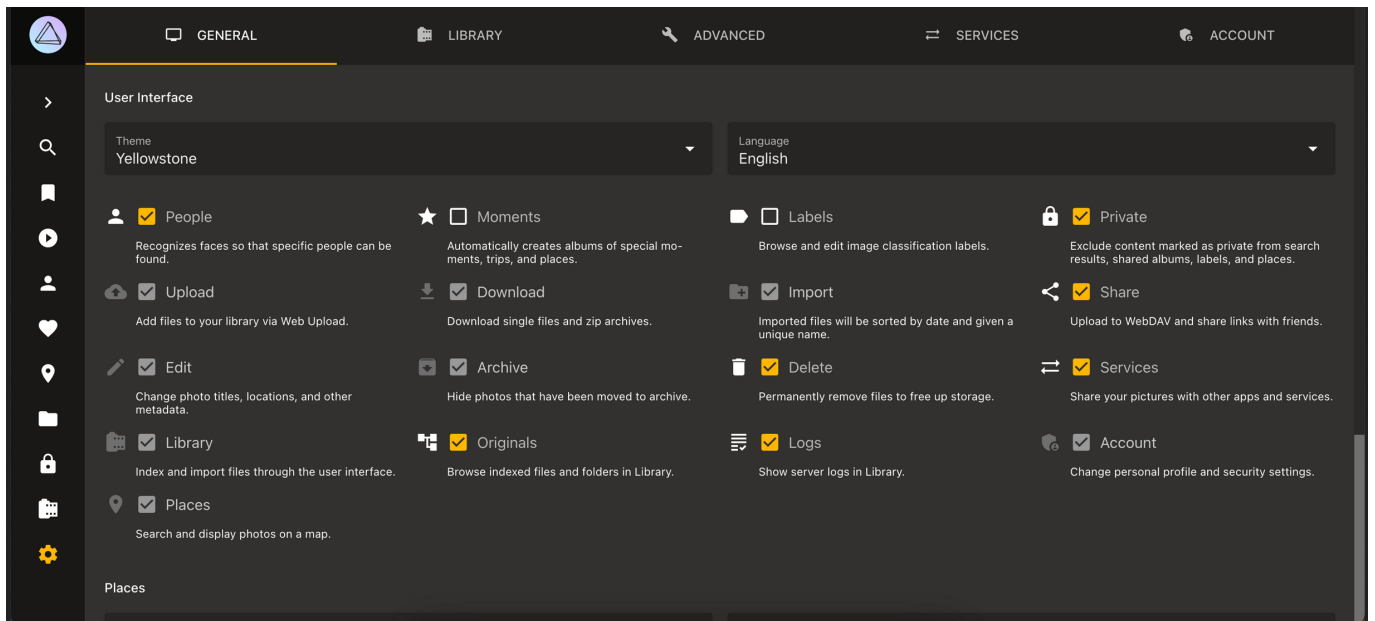 GENERAL
LIBRARY
ADVANCED
SERVICES
ACCOUNT
User Interface
Theme
Yellowstone
Language
English
People
Recognizes faces so that specific people can be
found.
Moments
Automatically creates albums of special mo-
ments, trips, and places.
Labels
Browse and edit image classification labels.
Private
Exclude content marked as private from search
results, shared albums, labels, and places.
Upload
Add files to your library via Web Upload.
Download
Download single files and zip archives.
Import
Imported files will be sorted by date and given a
unique name.
Share
Upload to WebDAV and share links with friends.
Edit
Change photo titles, locations, and other
metadata.
Archive
Hide photos that have been moved to archive.
Delete
Permanently remove files to free up storage.
Services
Share your pictures with other apps and services.
Library
Index and import files through the user interface.
Originals
Browse indexed files and folders in Library.
Logs
Show server logs in Library.
Account
Change personal profile and security settings.
Places
Search and display photos on a map.
Places